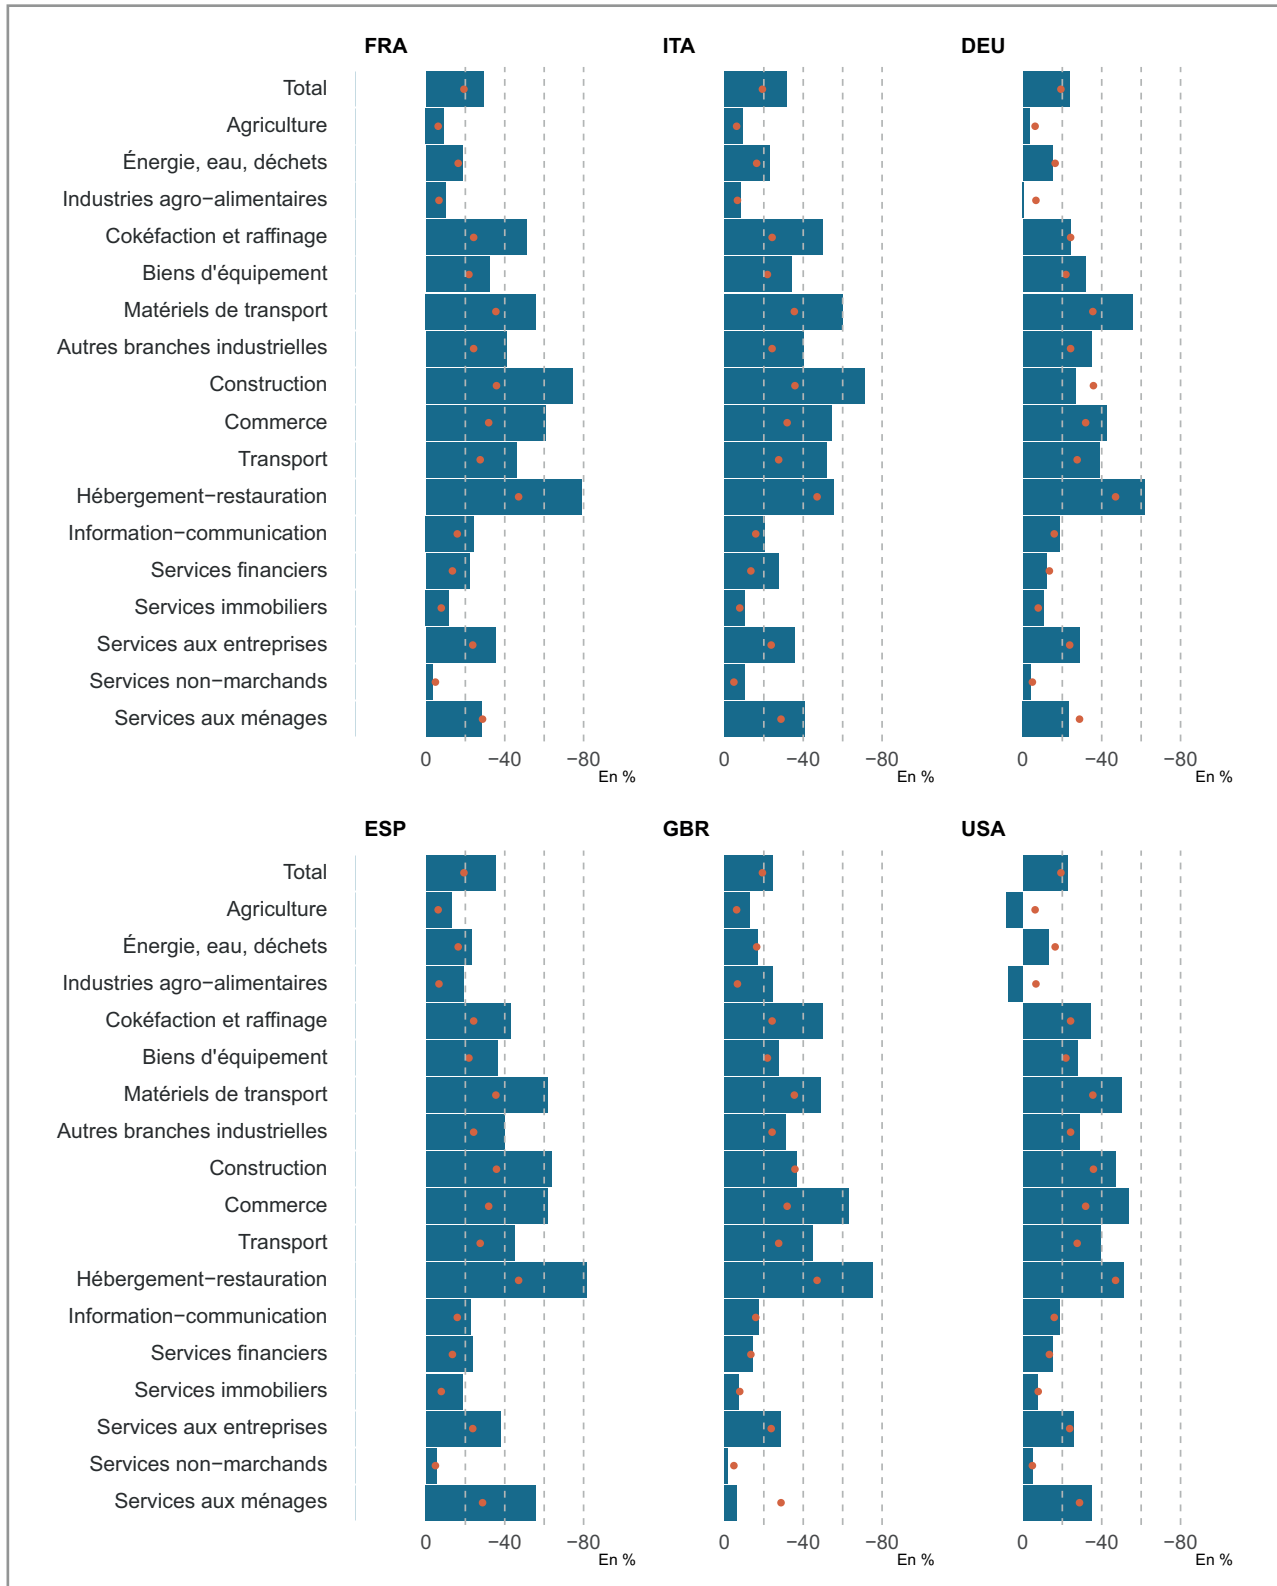 FRA ITA DEU
Total
Agriculture
Énergie, eau, déchets
Industries agro−alimentaires
Cokéfaction et raffinage
Biens d'équipement
Matériels de transport
Autres branches industrielles
Construction
Commerce
Transport
Hébergement−restauration
Information−communication
Services financiers
Services immobiliers
Services aux entreprises
Services non−marchands
Services aux ménages
0 −40 −80 0 −40 −80 0 −40 −80
En % En % En %
ESP GBR USA
Total
Agriculture
Énergie, eau, déchets
Industries agro−alimentaires
Cokéfaction et raffinage
Biens d'équipement
Matériels de transport
Autres branches industrielles
Construction
Commerce
Transport
Hébergement−restauration
Information−communication
Services financiers
Services immobiliers
Services aux entreprises
Services non−marchands
Services aux ménages
0 −40 −80 0 −40 −80 0 −40 −80
En % En % En %